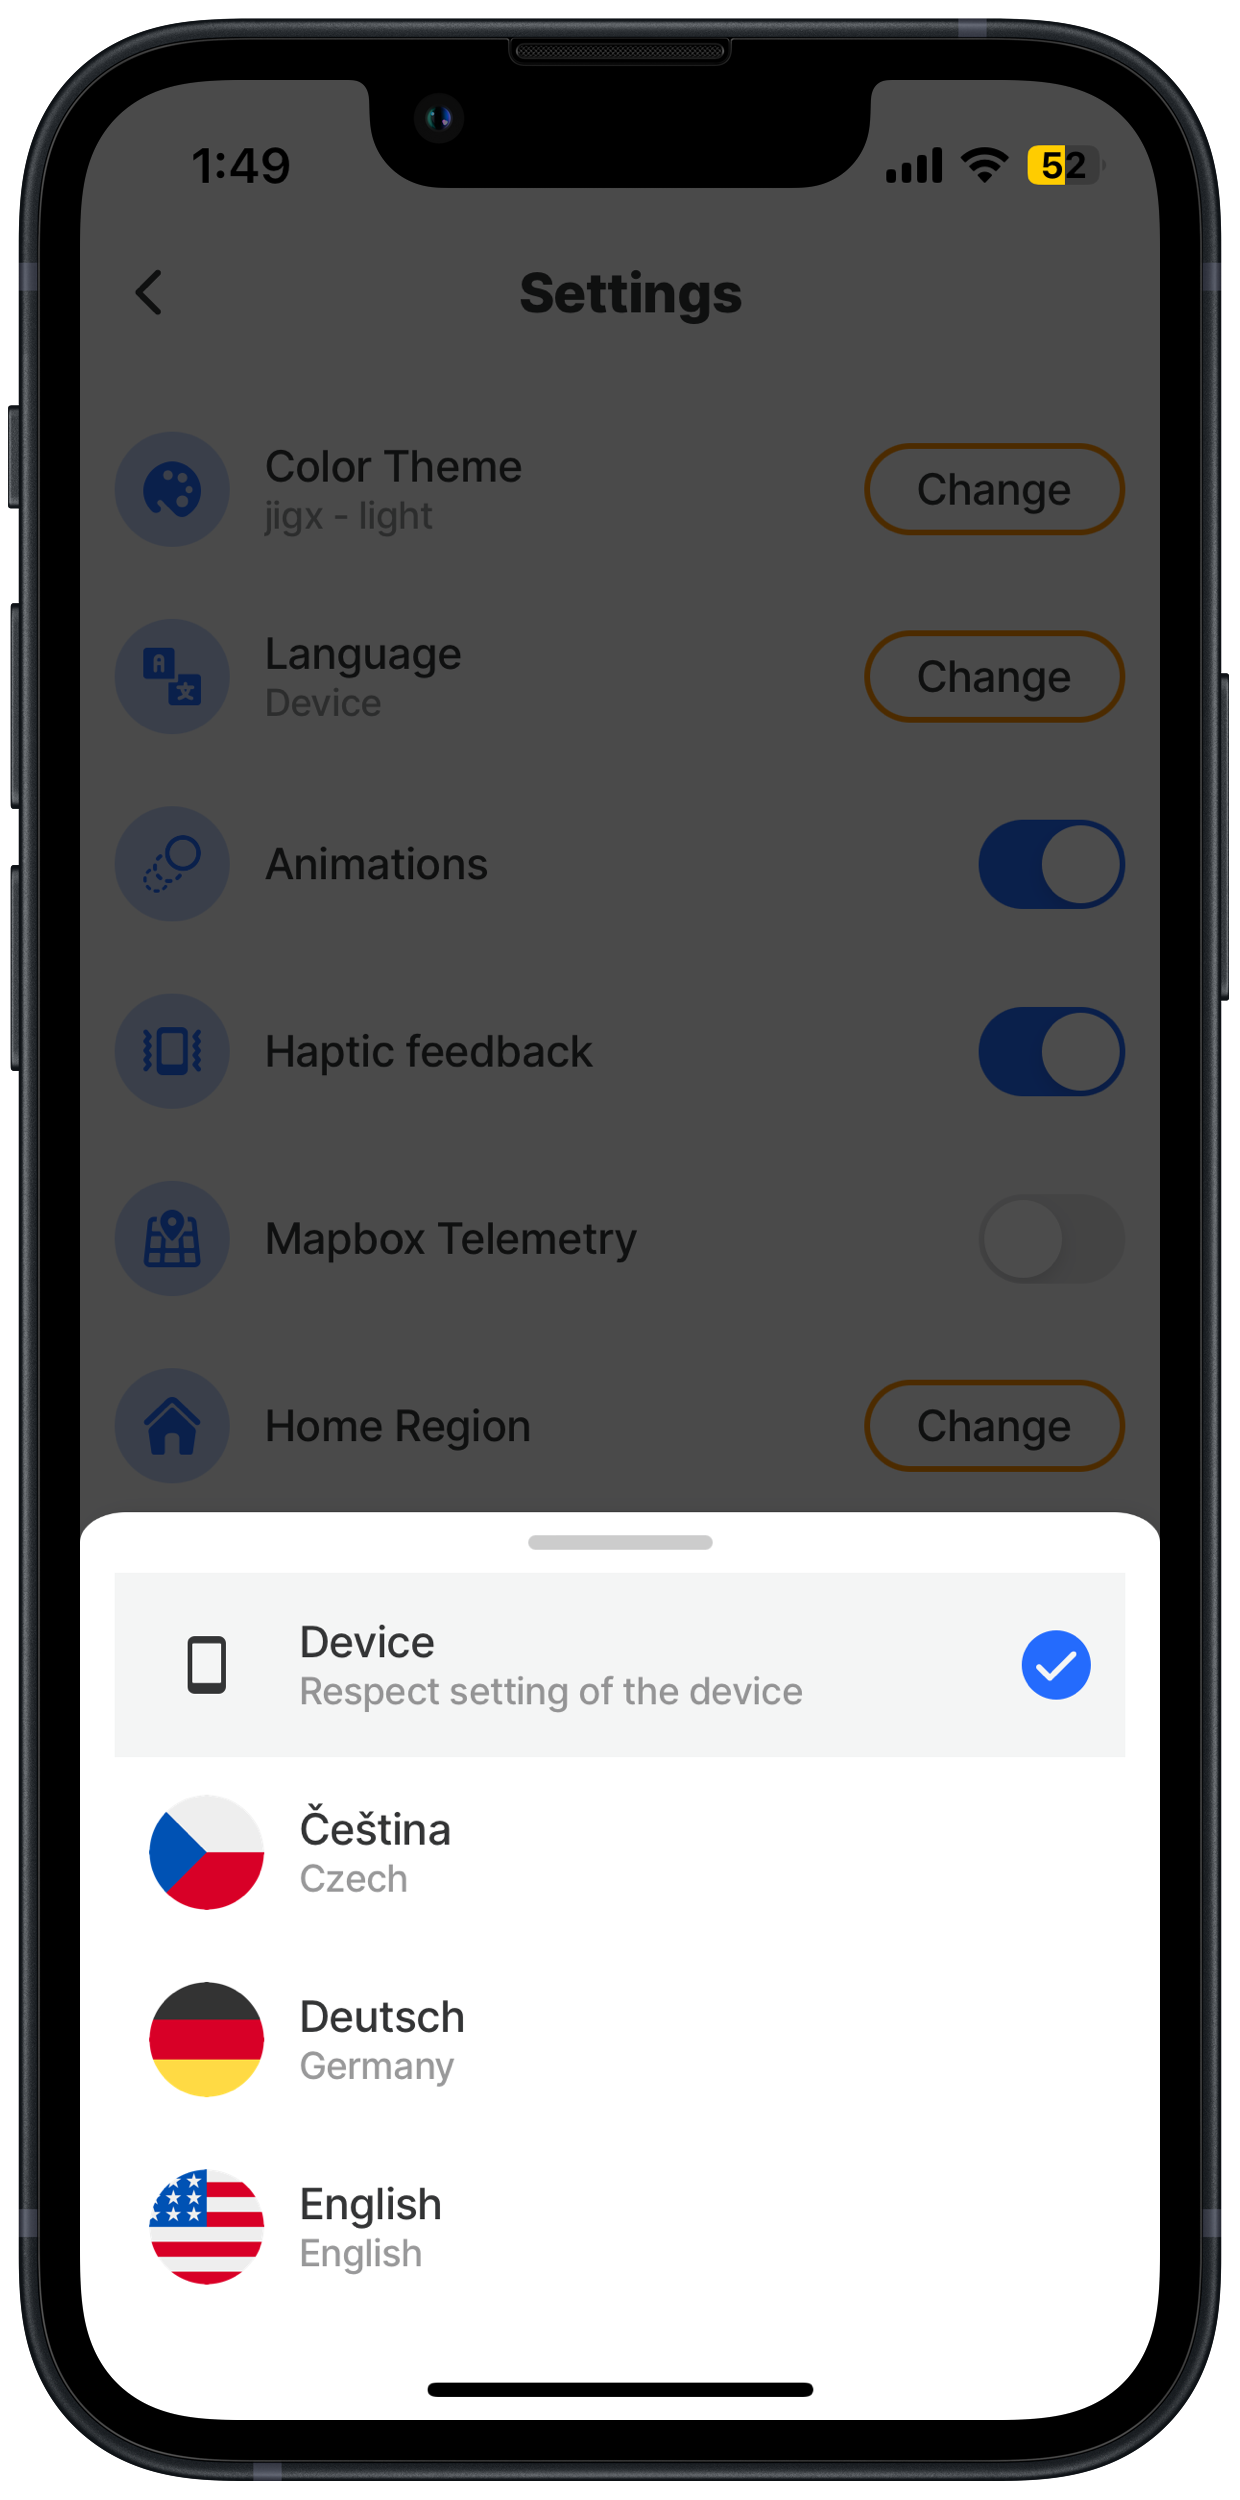 1:49
52
Settings
Color Theme
jigx - light
Change
Language
Device
Change
Animations
Haptic feedback
Mapbox Telemetry
Home Region
Change
Device
Respect setting of the device
Čeština
Czech
Deutsch
Germany
English
English